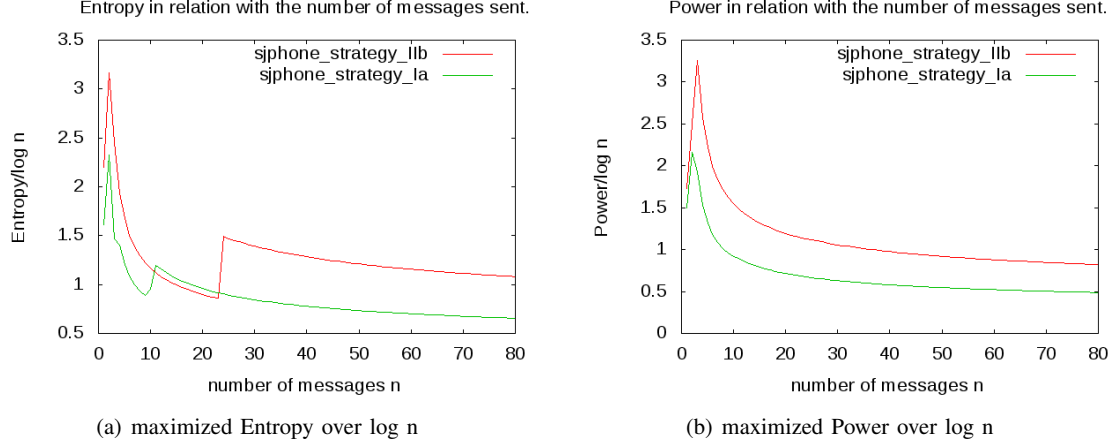 Entropy in relation with the number of messages sent.
3.5
3
2.5
2
1.5
1
0.5
Entropy/log n
sjphone_strategy_IIb
sjphone_strategy_Ia
0 10 20 30 40 50 60 70 80
number of messages n
(a) maximized Entropy over log n
Power in relation with the number of messages sent.
3.5
3
2.5
2
1.5
1
0.5
0
Power/log n
sjphone_strategy_IIb
sjphone_strategy_Ia
0 10 20 30 40 50 60 70 80
number of messages n
(b) maximized Power over log n